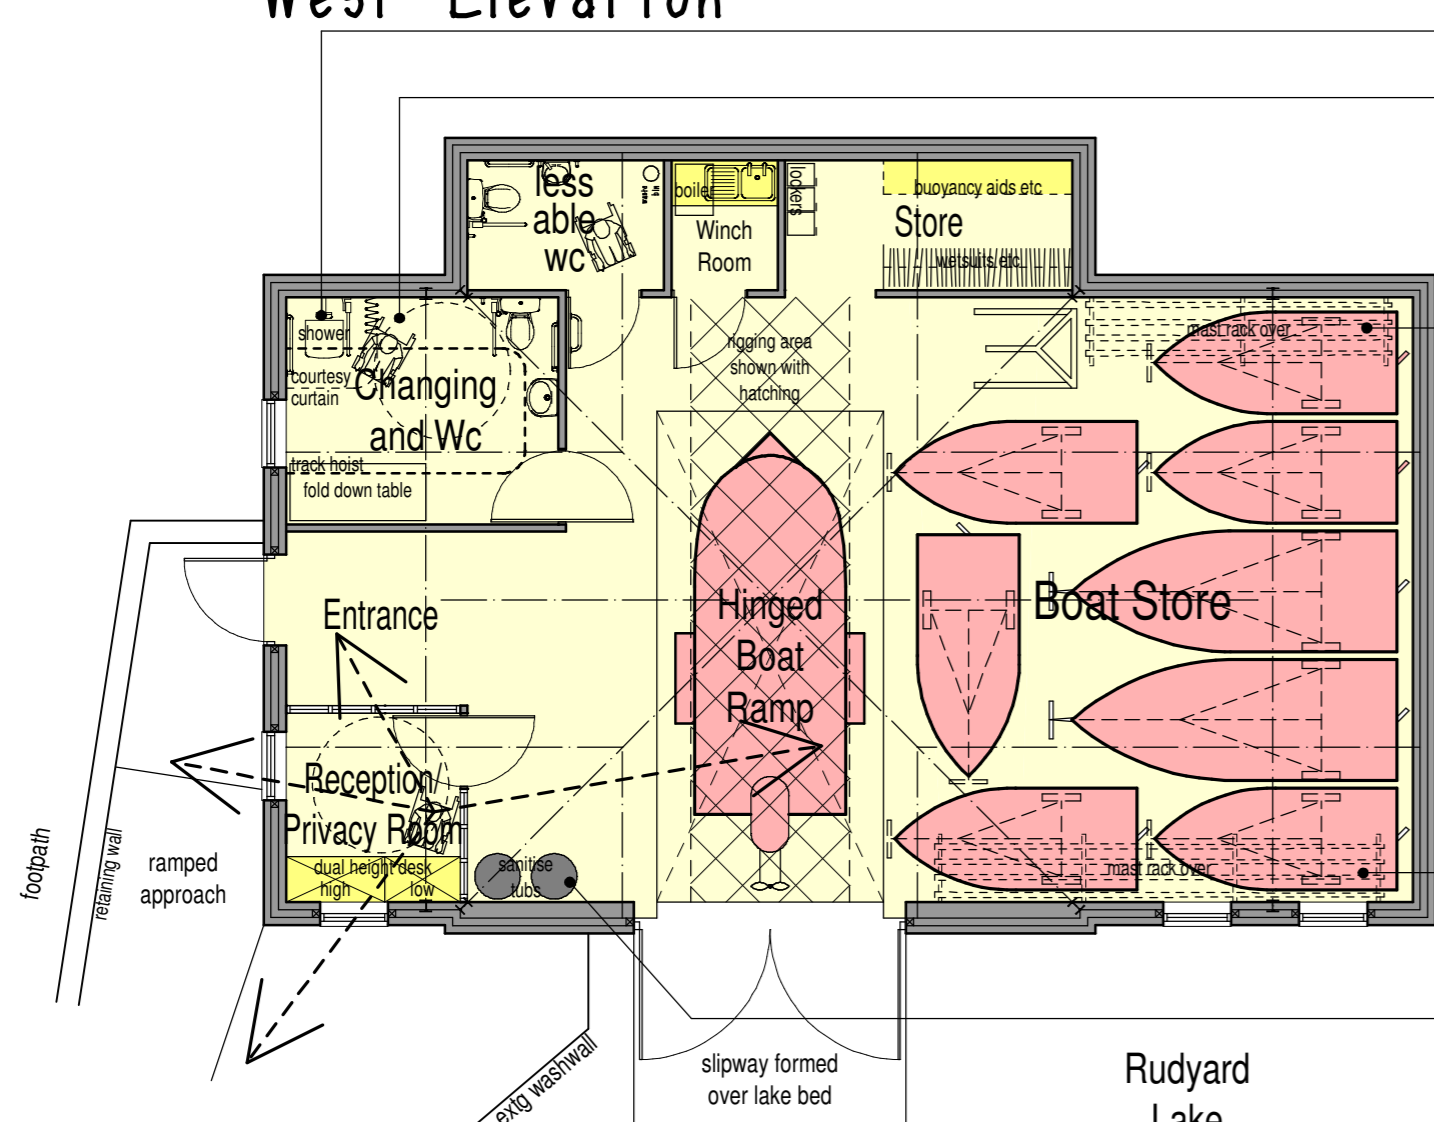 West Elevation
less
able
wc
waste
bin
boiler
Winch
Room
lockers
buoyancy aids etc
Store
wetsuits etc
shower
courtesy
curtain
Changing
and Wc
track hoist
fold down table
rigging area
shown with
hatching
mast rack over
Entrance
Hinged
Boat
Ramp
Boat Store
Reception/
Privacy Room
dual height desk
high
low
sanitise
tubs
mast rack over
footpath
retaining wall
ramped
approach
extg washwall
slipway formed
over lake bed
Rudyard
Lake